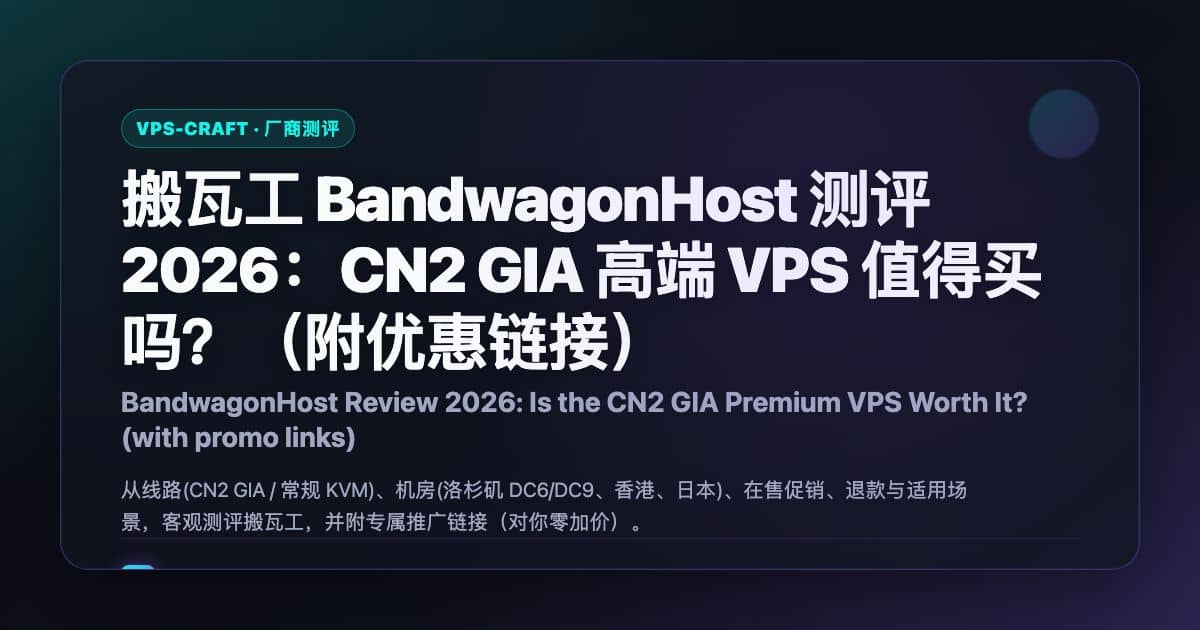 VPS-CRAFT · 厂商测评
搬瓦工 BandwagonHost 测评
2026：CN2 GIA 高端 VPS 值得买
吗？（附优惠链接）
BandwagonHost Review 2026: Is the CN2 GIA Premium VPS Worth It?
(with promo links)
从线路(CN2 GIA / 常规 KVM)、机房(洛杉矶 DC6/DC9、香港、日本)、在售促销、退款与适用场
景，客观测评搬瓦工，并附专属推广链接（对你零加价）。